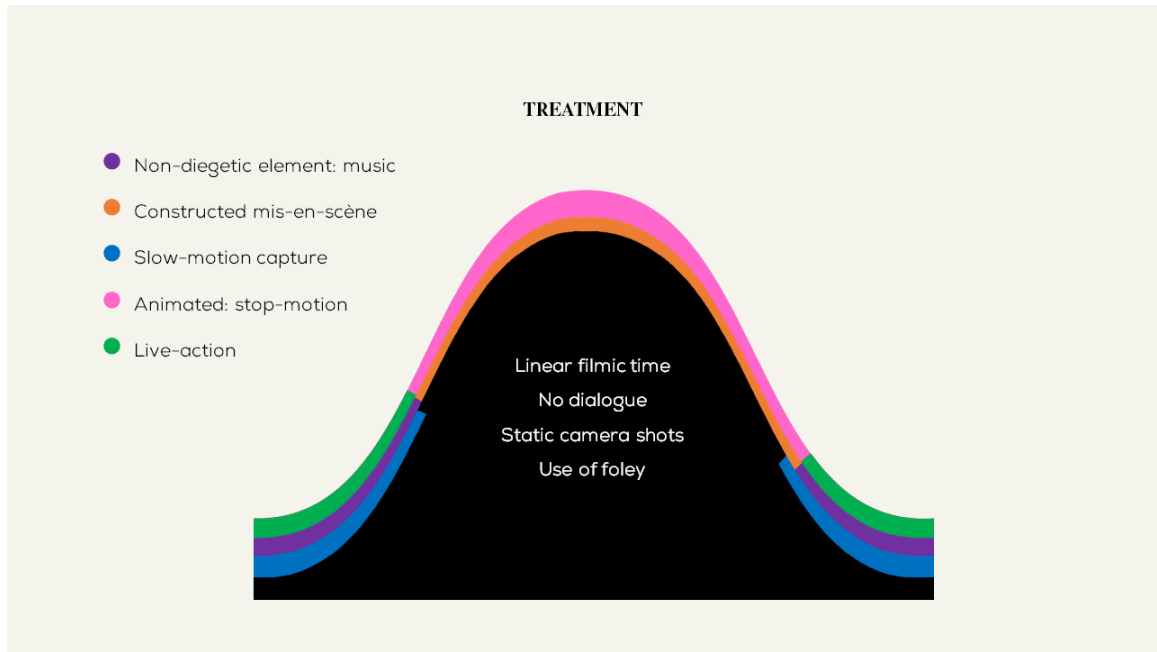 TREATMENT
Non-diegetic element: music
Constructed mis-en-scène
Slow-motion capture
Animated: stop-motion
Live-action
Linear filmic time
No dialogue
Static camera shots
Use of foley